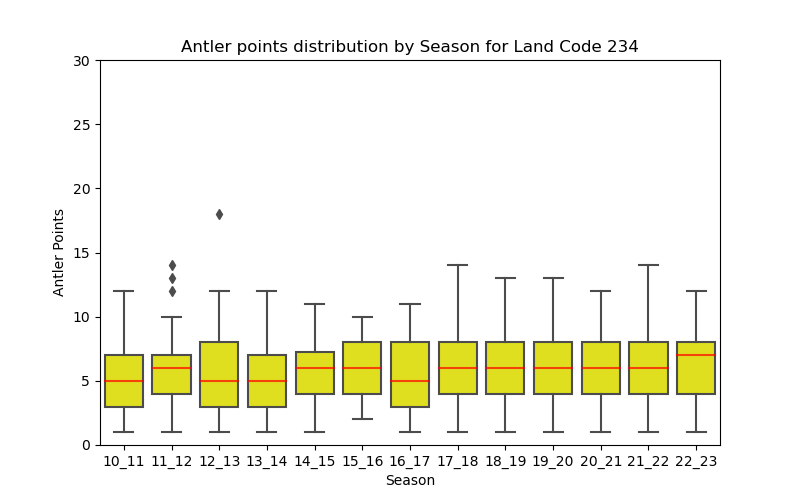 Antler points distribution by Season for Land Code 234
30
25
20
15
10
5
0
Antler Points
10_11 11_12 12_13 13_14 14_15 15_16 16_17 17_18 18_19 19_20 20_21 21_22 22_23
Season